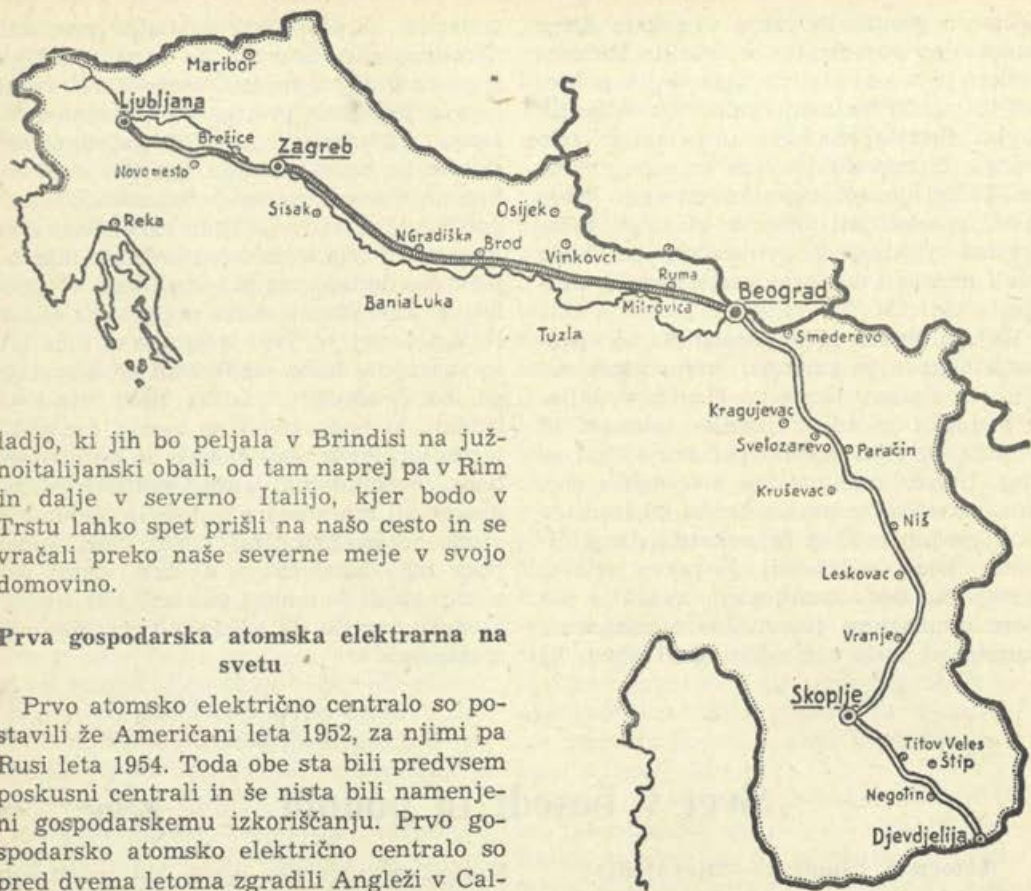 Maribor
Ljubljana
Brežice
Zagreb
Novo mesto
Reka
Sisak
Osijek
N.Gradiška
Brod
Vinkovci
Ruma
Beograd
Mitrovica
BanjaLuka
Tuzla
Smederevo
Kragujevac
Svetozarevo
Paračin
Kruševac
Niš
Leskovac
Vranje
Skoplje
Titov Veles
Štip
Negotin
Djevdjelija
ladjo, ki jih bo peljala v Brindisi na juž-
noitalijanski obali, od tam naprej pa v Rim
in dalje v severno Italijo, kjer bodo v
Trstu lahko spet prišli na našo cesto in se
vračali preko naše severne meje v svojo
domovino.
Prva gospodarska atomska elektrarna na
svetu
Prvo atomsko električno centralo so po-
stavili že Američani leta 1952, za njimi pa
Rusi leta 1954. Toda obe sta bili predvsem
poskusni centrali in še nista bili namenje-
ni gospodarskemu izkoriščanju. Prvo go-
spodarsko atomsko električno centralo so
pred dvema letoma zgradili Angleži v Cal-